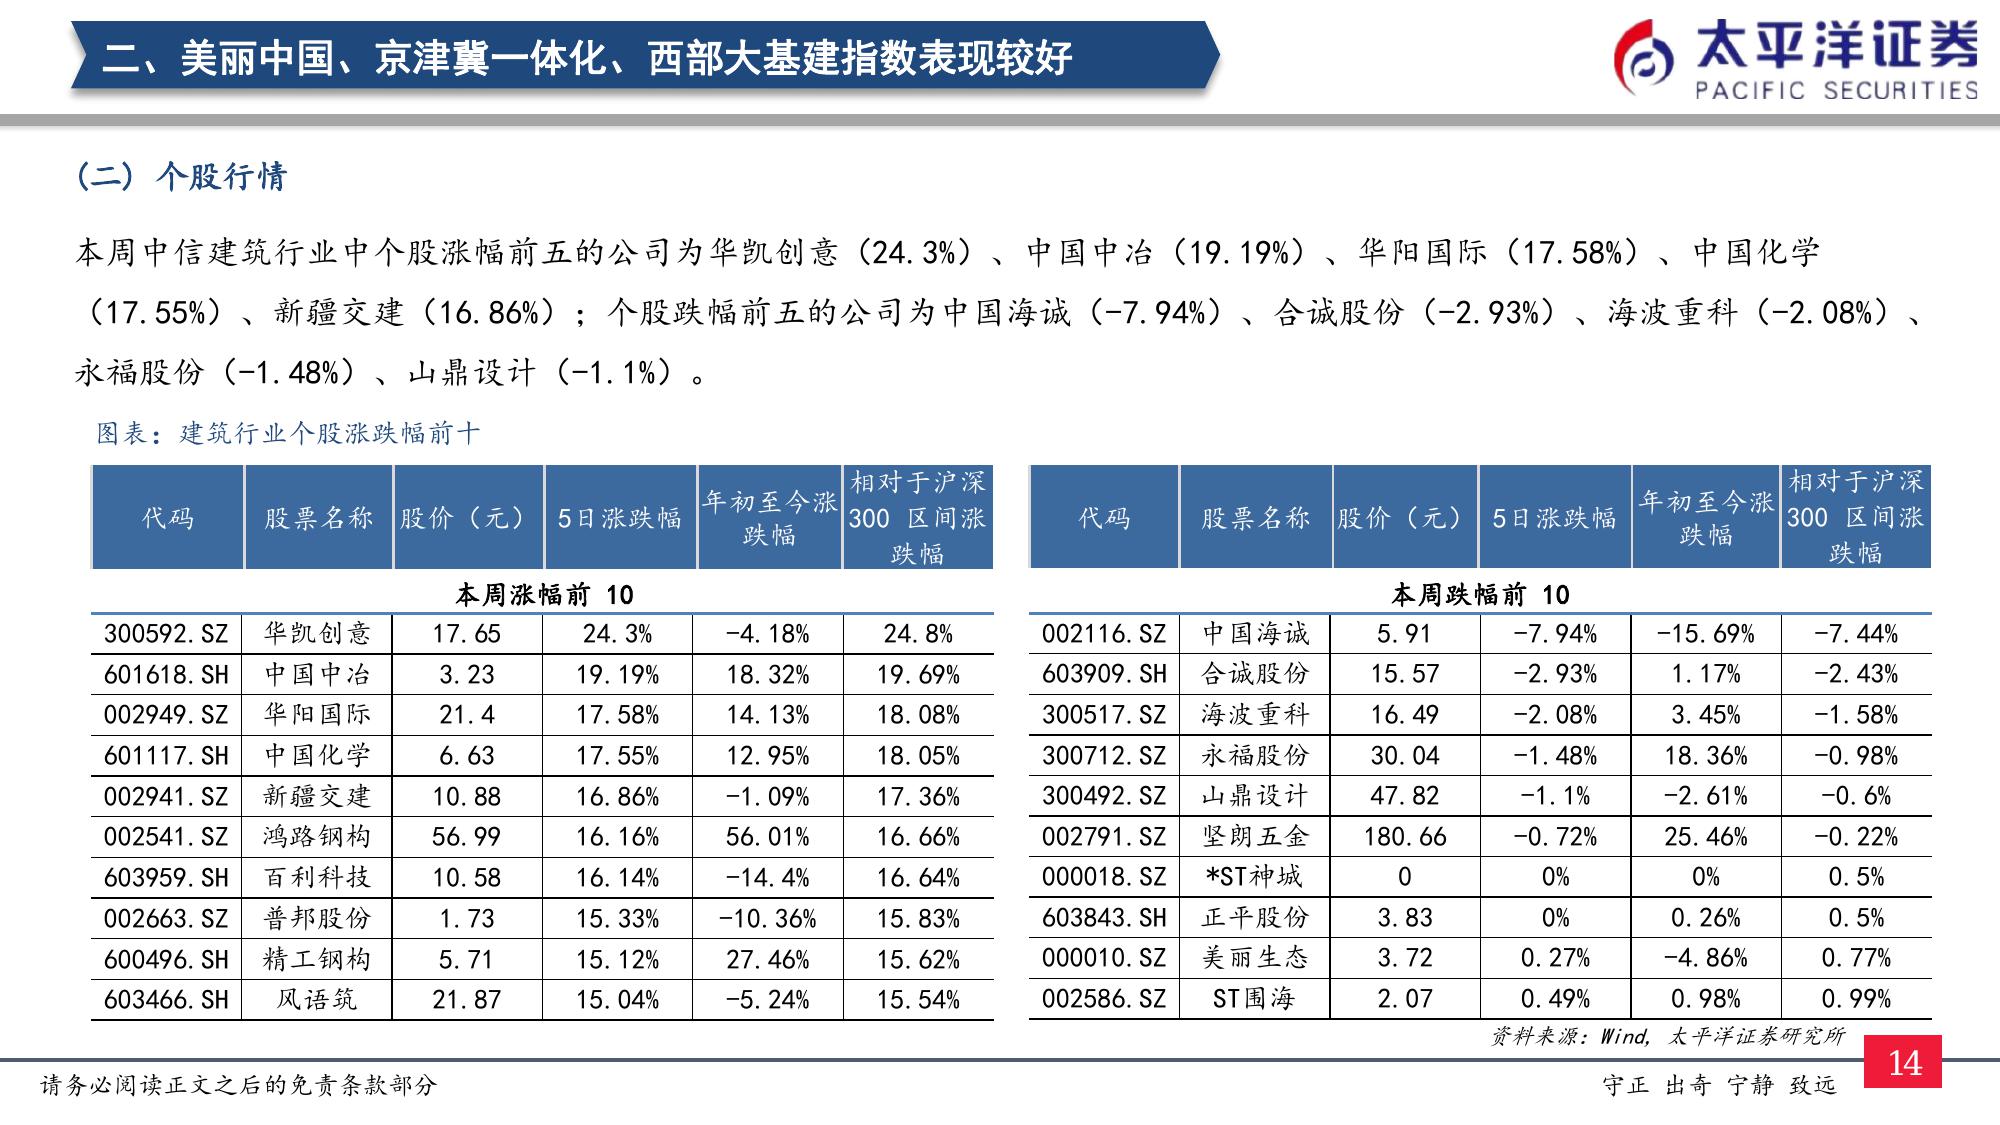 二、美丽中国、京津冀一体化、西部大基建指数表现较好
太平洋证券
PACIFIC SECURITIES
(二) 个股行情
本周中信建筑行业中个股涨幅前五的公司为华凯创意（24.3%）、中国中冶（19.19%）、华阳国际（17.58%）、中国化学
（17.55%）、新疆交建（16.86%）；个股跌幅前五的公司为中国海诚（-7.94%）、合诚股份（-2.93%）、海波重科（-2.08%）、
永福股份（-1.48%）、山鼎设计（-1.1%）。
图表：建筑行业个股涨跌幅前十
代码 股票名称 股价（元） 5日涨跌幅 年初至今涨跌幅 相对于沪深300 区间涨跌幅
本周涨幅前 10
300592.SZ 华凯创意 17.65 24.3% -4.18% 24.8%
601618.SH 中国中冶 3.23 19.19% 18.32% 19.69%
002949.SZ 华阳国际 21.4 17.58% 14.13% 18.08%
601117.SH 中国化学 6.63 17.55% 12.95% 18.05%
002941.SZ 新疆交建 10.88 16.86% -1.09% 17.36%
002541.SZ 鸿路钢构 56.99 16.16% 56.01% 16.66%
603959.SH 百利科技 10.58 16.14% -14.4% 16.64%
002663.SZ 普邦股份 1.73 15.33% -10.36% 15.83%
600496.SH 精工钢构 5.71 15.12% 27.46% 15.62%
603466.SH 风语筑 21.87 15.04% -5.24% 15.54%
代码 股票名称 股价（元） 5日涨跌幅 年初至今涨跌幅 相对于沪深300 区间涨跌幅
本周跌幅前 10
002116.SZ 中国海诚 5.91 -7.94% -15.69% -7.44%
603909.SH 合诚股份 15.57 -2.93% 1.17% -2.43%
300517.SZ 海波重科 16.49 -2.08% 3.45% -1.58%
300712.SZ 永福股份 30.04 -1.48% 18.36% -0.98%
300492.SZ 山鼎设计 47.82 -1.1% -2.61% -0.6%
002791.SZ 坚朗五金 180.66 -0.72% 25.46% -0.22%
000018.SZ *ST神城 0 0% 0% 0.5%
603843.SH 正平股份 3.83 0% 0.26% 0.5%
000010.SZ 美丽生态 3.72 0.27% -4.86% 0.77%
002586.SZ ST围海 2.07 0.49% 0.98% 0.99%
资料来源：Wind, 太平洋证券研究所
请务必阅读正文之后的免责条款部分
守正 出奇 宁静 致远
14